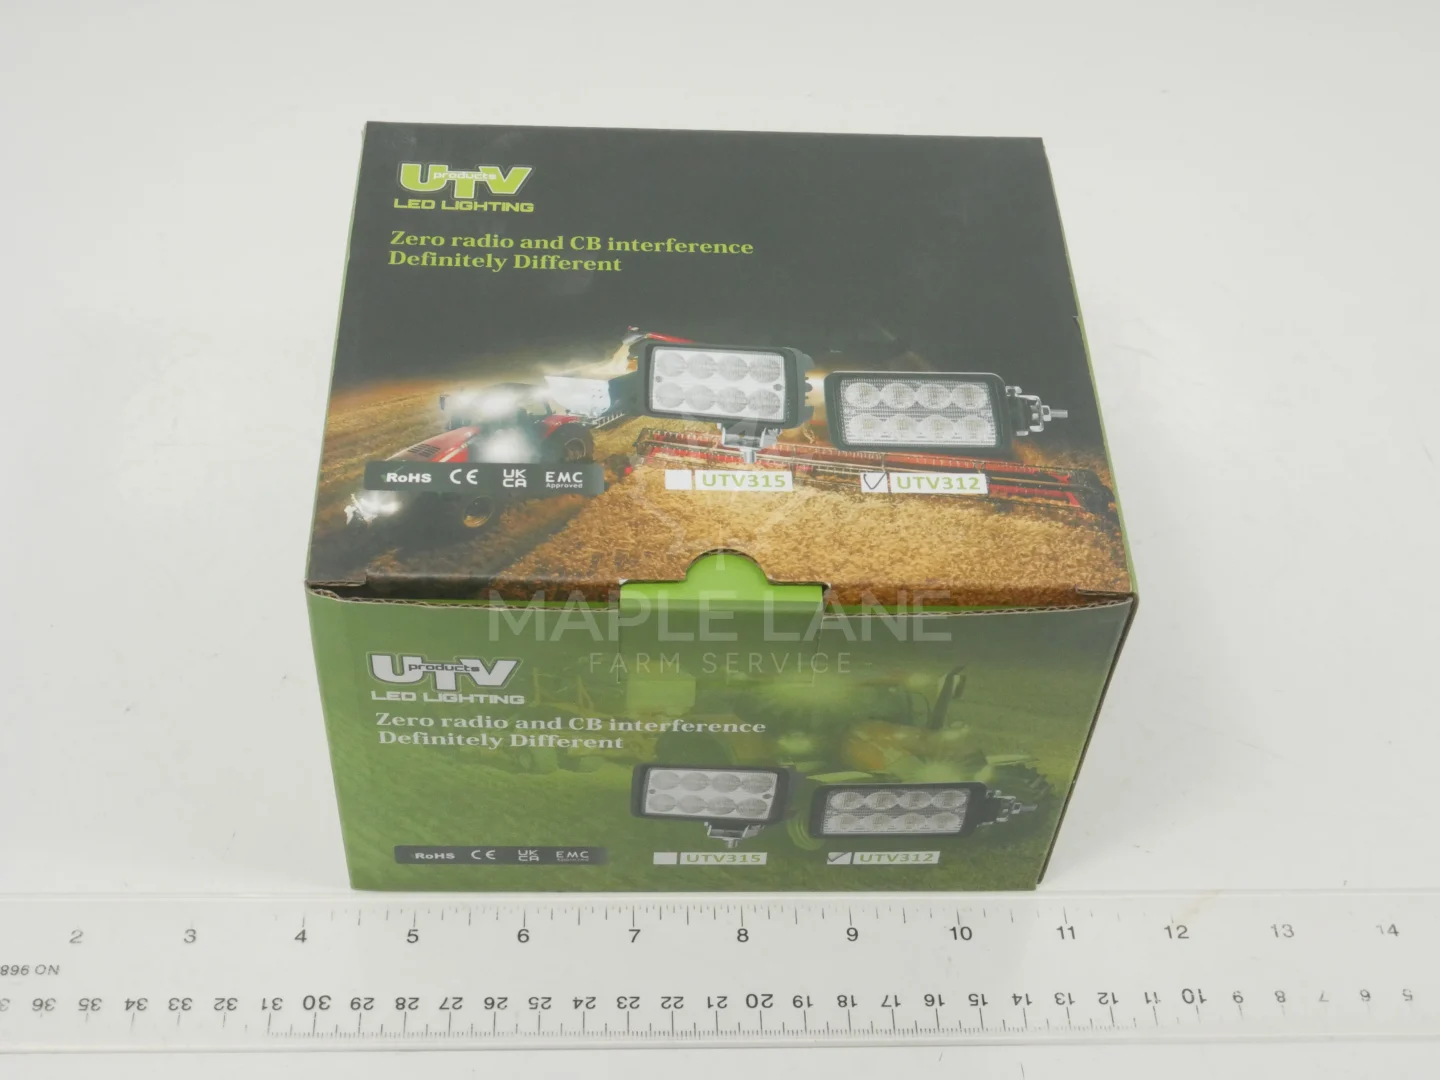 UTV
products
LED LIGHTING
Zero radio and CB interference
Definitely Different
RoHS CE UKCA EMC Approved
UTV315
UTV312
MAPLE LANE
FARM SERVICE
UTV
products
LED LIGHTING
Zero radio and CB interference
Definitely Different
RoHS CE UKCA EMC
UTV315
UTV312
2 3 4 5 6 7 8 9 10 11 12 13 14
NO 968
36 35 34 33 32 31 30 29 28 27 26 25 24 23 22 21 20 19 18 17 16 15 14 13 12 11 10 9 8 7 6 5